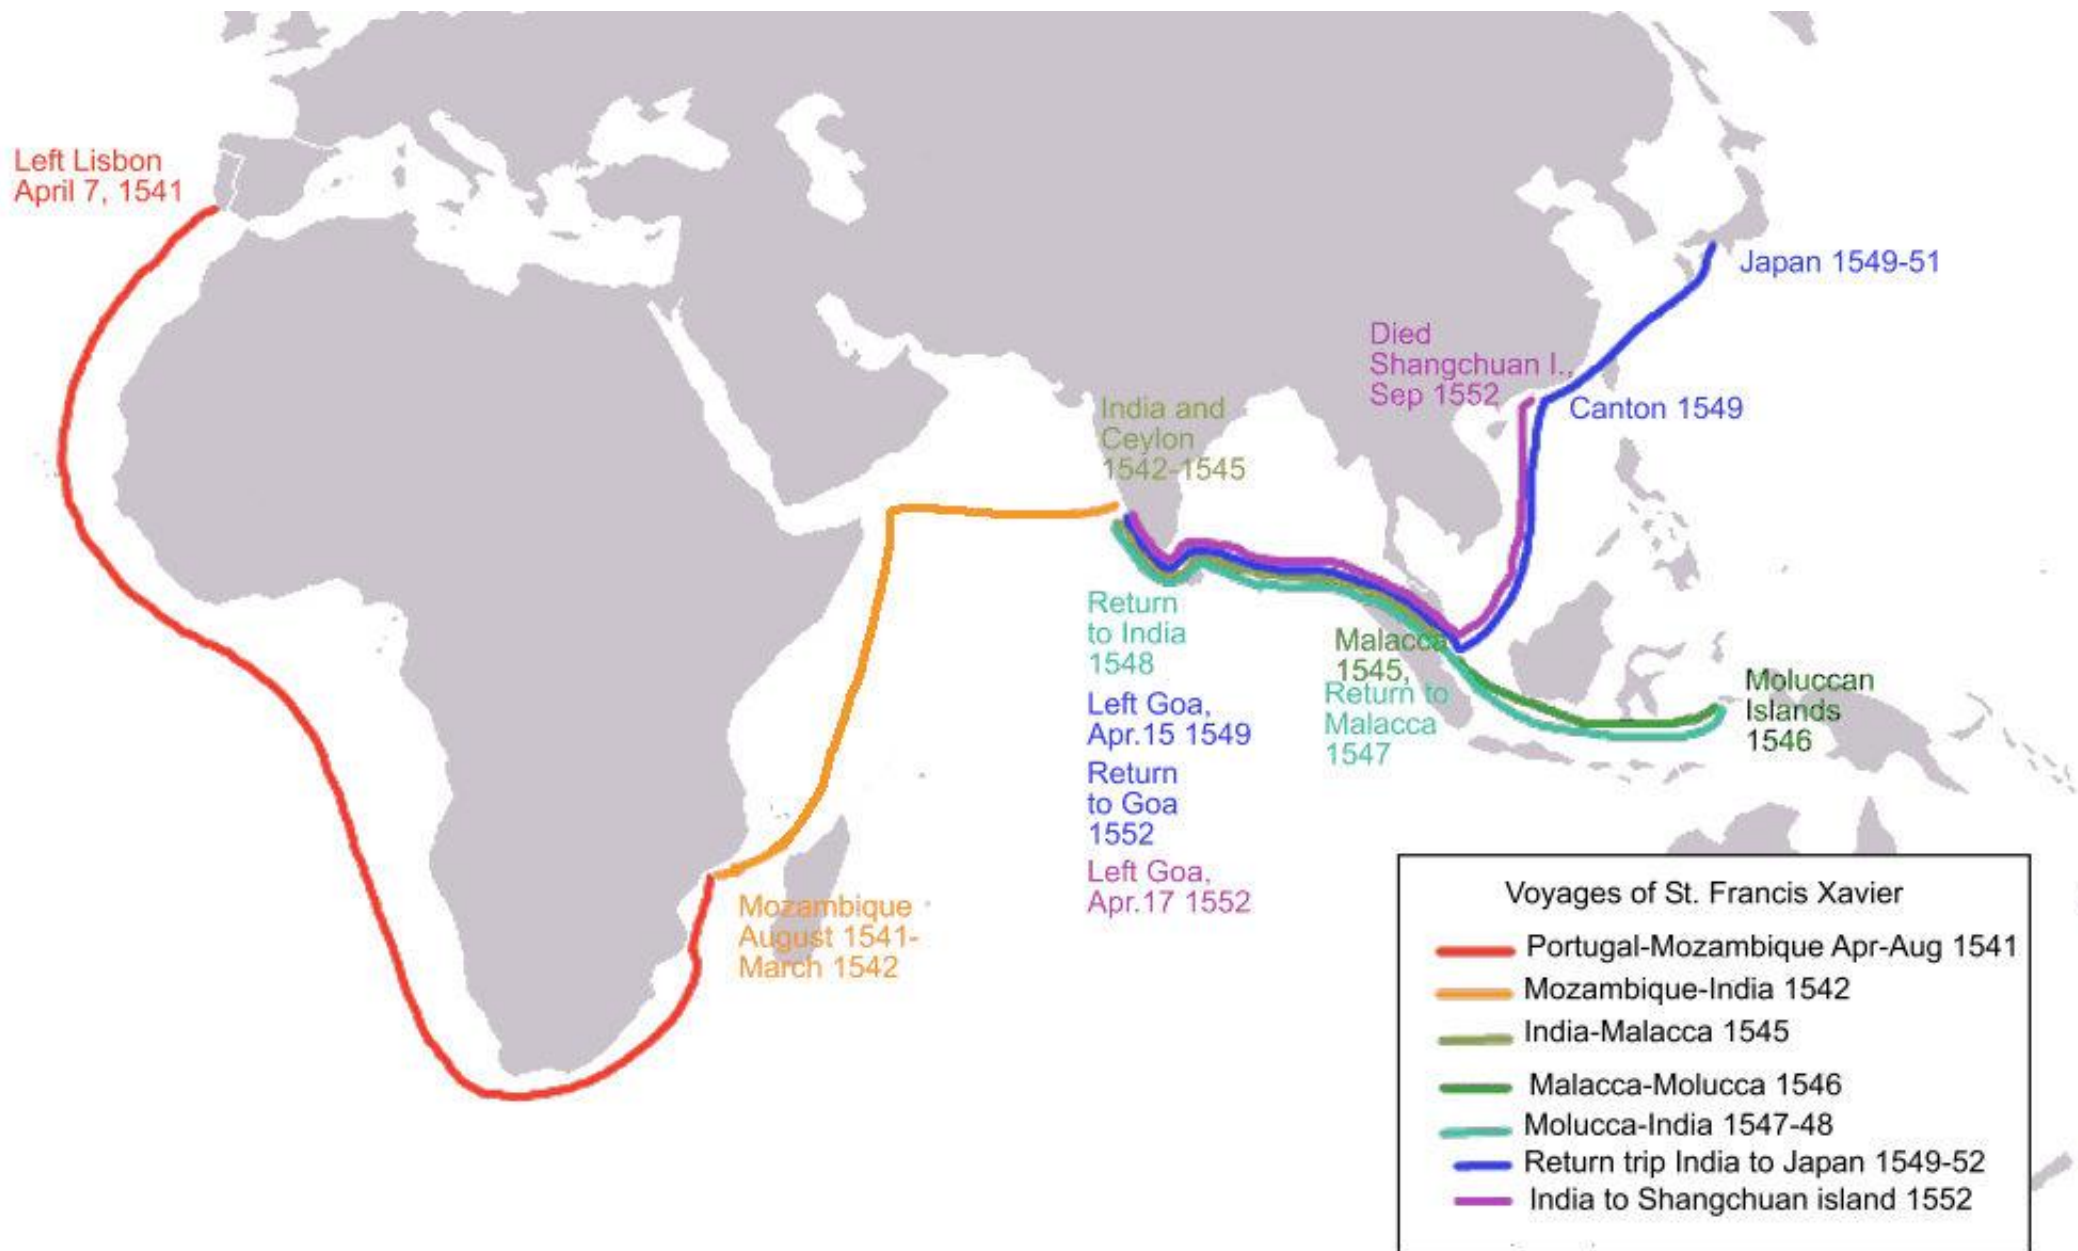 Left Lisbon
April 7, 1541
Japan 1549-51
Died
Shangchuan I.,
Sep 1552
Canton 1549
India and
Ceylon
1542-1545
Return
to India
1548
Left Goa,
Apr.15 1549
Return
to Goa
1552
Left Goa,
Apr.17 1552
Malacca
1545,
Return to
Malacca
1547
Moluccan
Islands
1546
Mozambique
August 1541-
March 1542
Voyages of St. Francis Xavier
Portugal-Mozambique Apr-Aug 1541
Mozambique-India 1542
India-Malacca 1545
Malacca-Molucca 1546
Molucca-India 1547-48
Return trip India to Japan 1549-52
India to Shangchuan island 1552